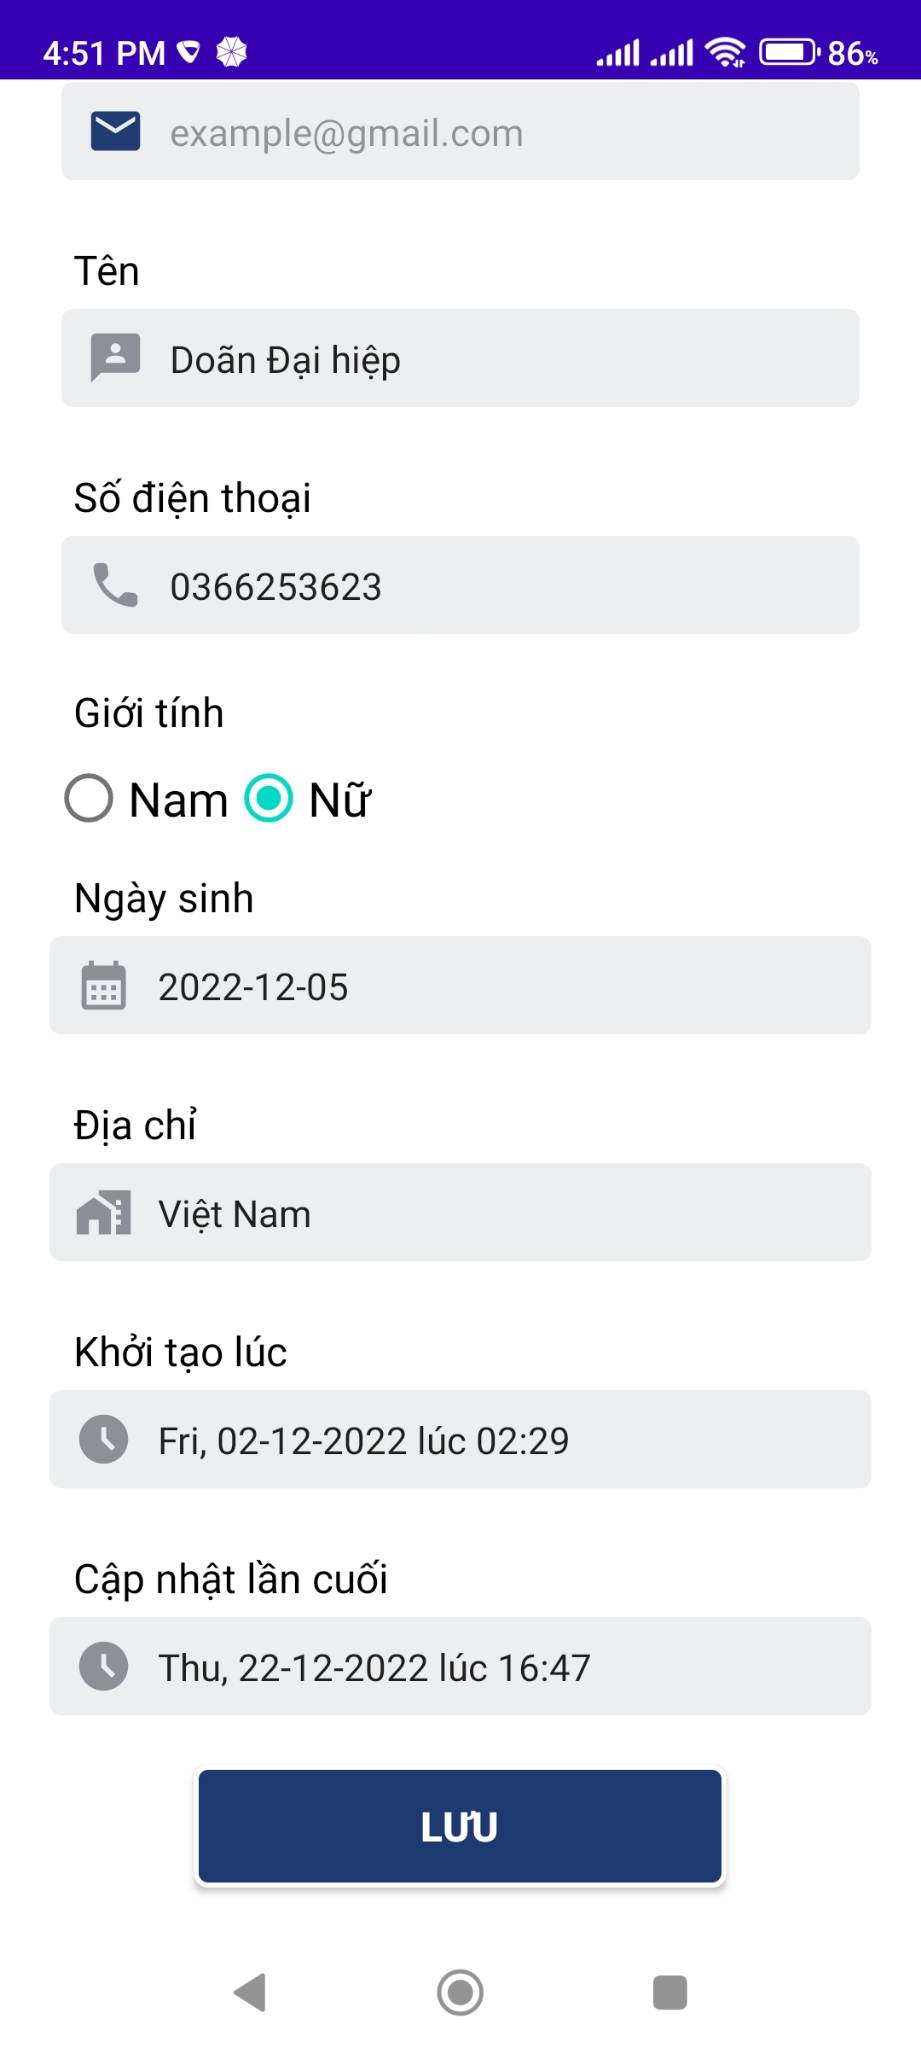 4:51 PM 86%
example@gmail.com
Tên
Doãn Đại hiệp
Số điện thoại
0366253623
Giới tính
Nam Nữ
Ngày sinh
2022-12-05
Địa chỉ
Việt Nam
Khởi tạo lúc
Fri, 02-12-2022 lúc 02:29
Cập nhật lần cuối
Thu, 22-12-2022 lúc 16:47
LƯU